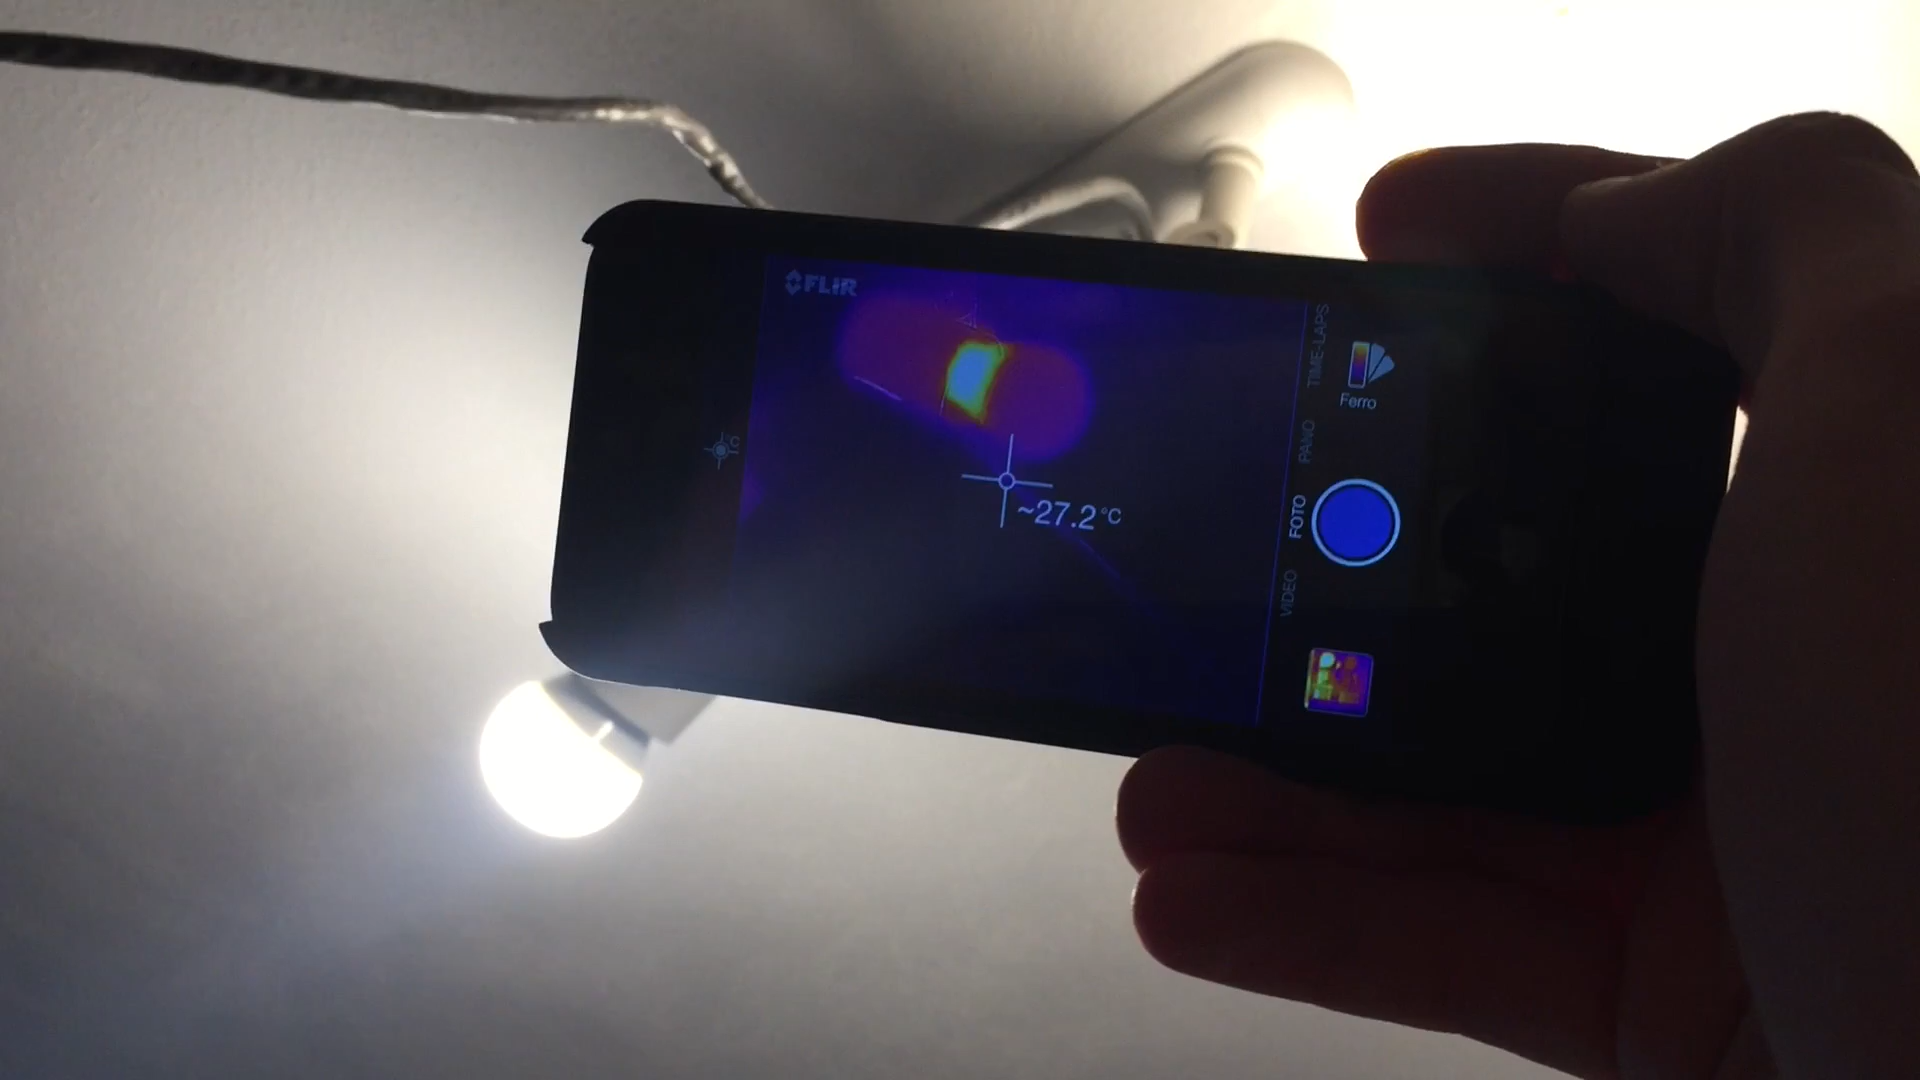 FLIR
°C
~27.2 °C
TIME-LAPS
PANO
FOTO
VIDEO
Ferro